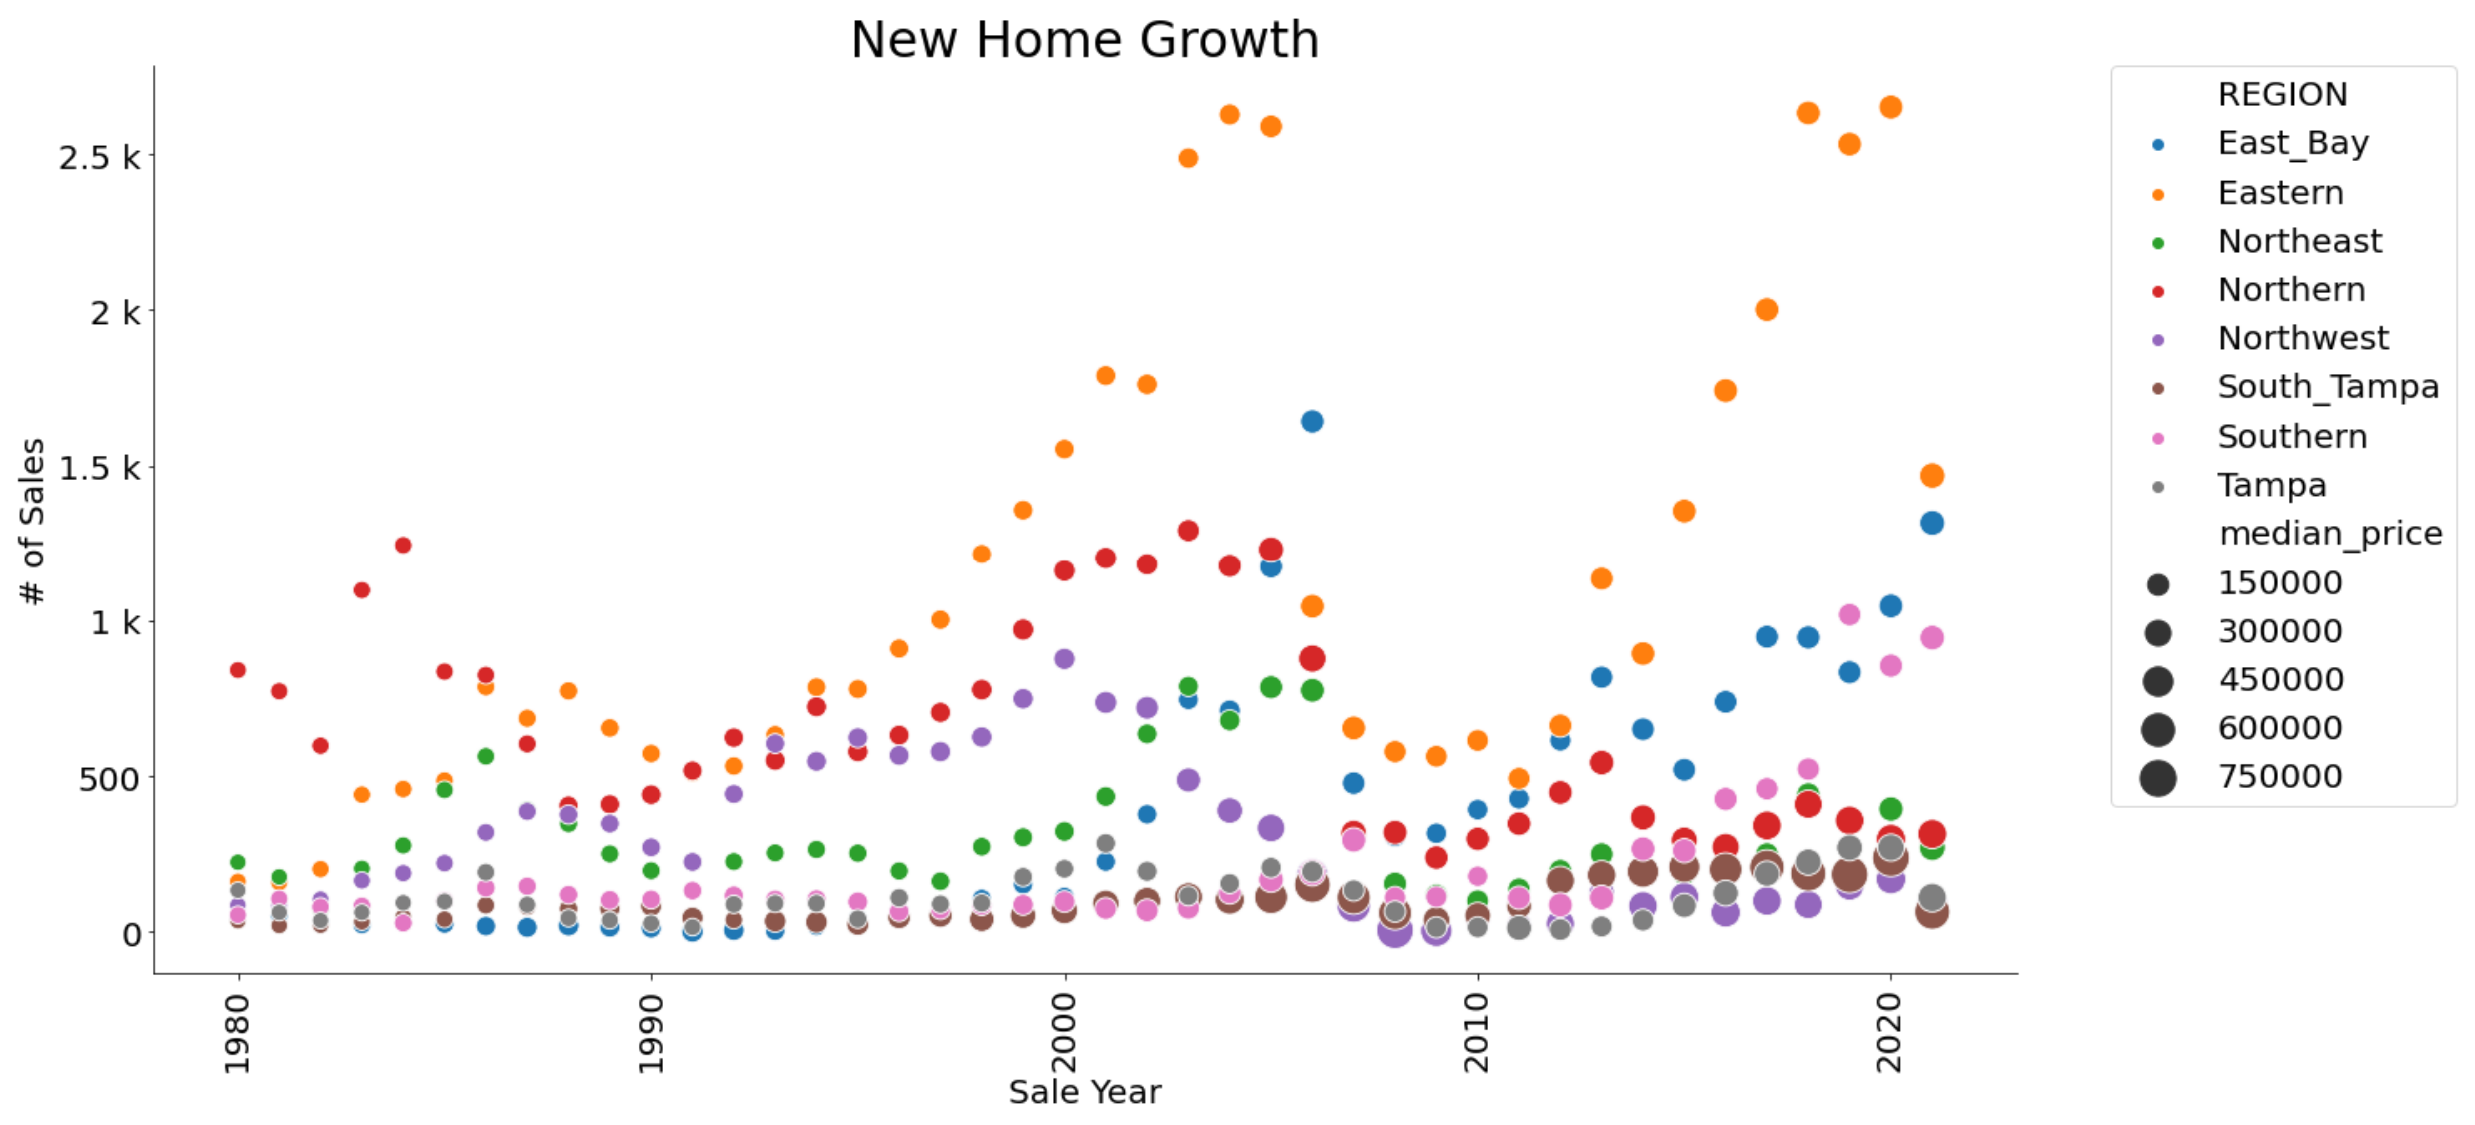 New Home Growth
# of Sales
2.5 k
2 k
1.5 k
1 k
500
0
1980
1990
2000
2010
2020
Sale Year
REGION
East_Bay
Eastern
Northeast
Northern
Northwest
South_Tampa
Southern
Tampa
median_price
150000
300000
450000
600000
750000